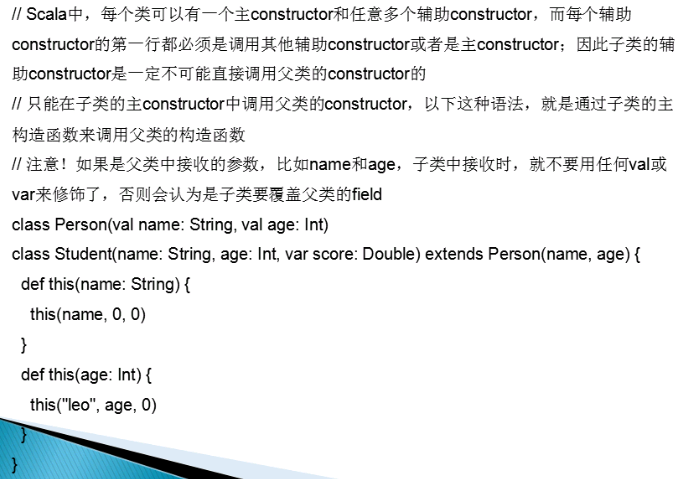 // Scala中，每个类可以有一个主constructor和任意多个辅助constructor，而每个辅助
constructor的第一行都必须是调用其他辅助constructor或者是主constructor；因此子类的辅
助constructor是一定不可能直接调用父类的constructor的
// 只能在子类的主constructor中调用父类的constructor，以下这种语法，就是通过子类的主
构造函数来调用父类的构造函数
// 注意！如果是父类中接收的参数，比如name和age，子类中接收时，就不要用任何val或
var来修饰了，否则会认为是子类要覆盖父类的field
class Person(val name: String, val age: Int)
class Student(name: String, age: Int, var score: Double) extends Person(name, age) {
  def this(name: String) {
    this(name, 0, 0)
  }
  def this(age: Int) {
    this("leo", age, 0)
  }
}